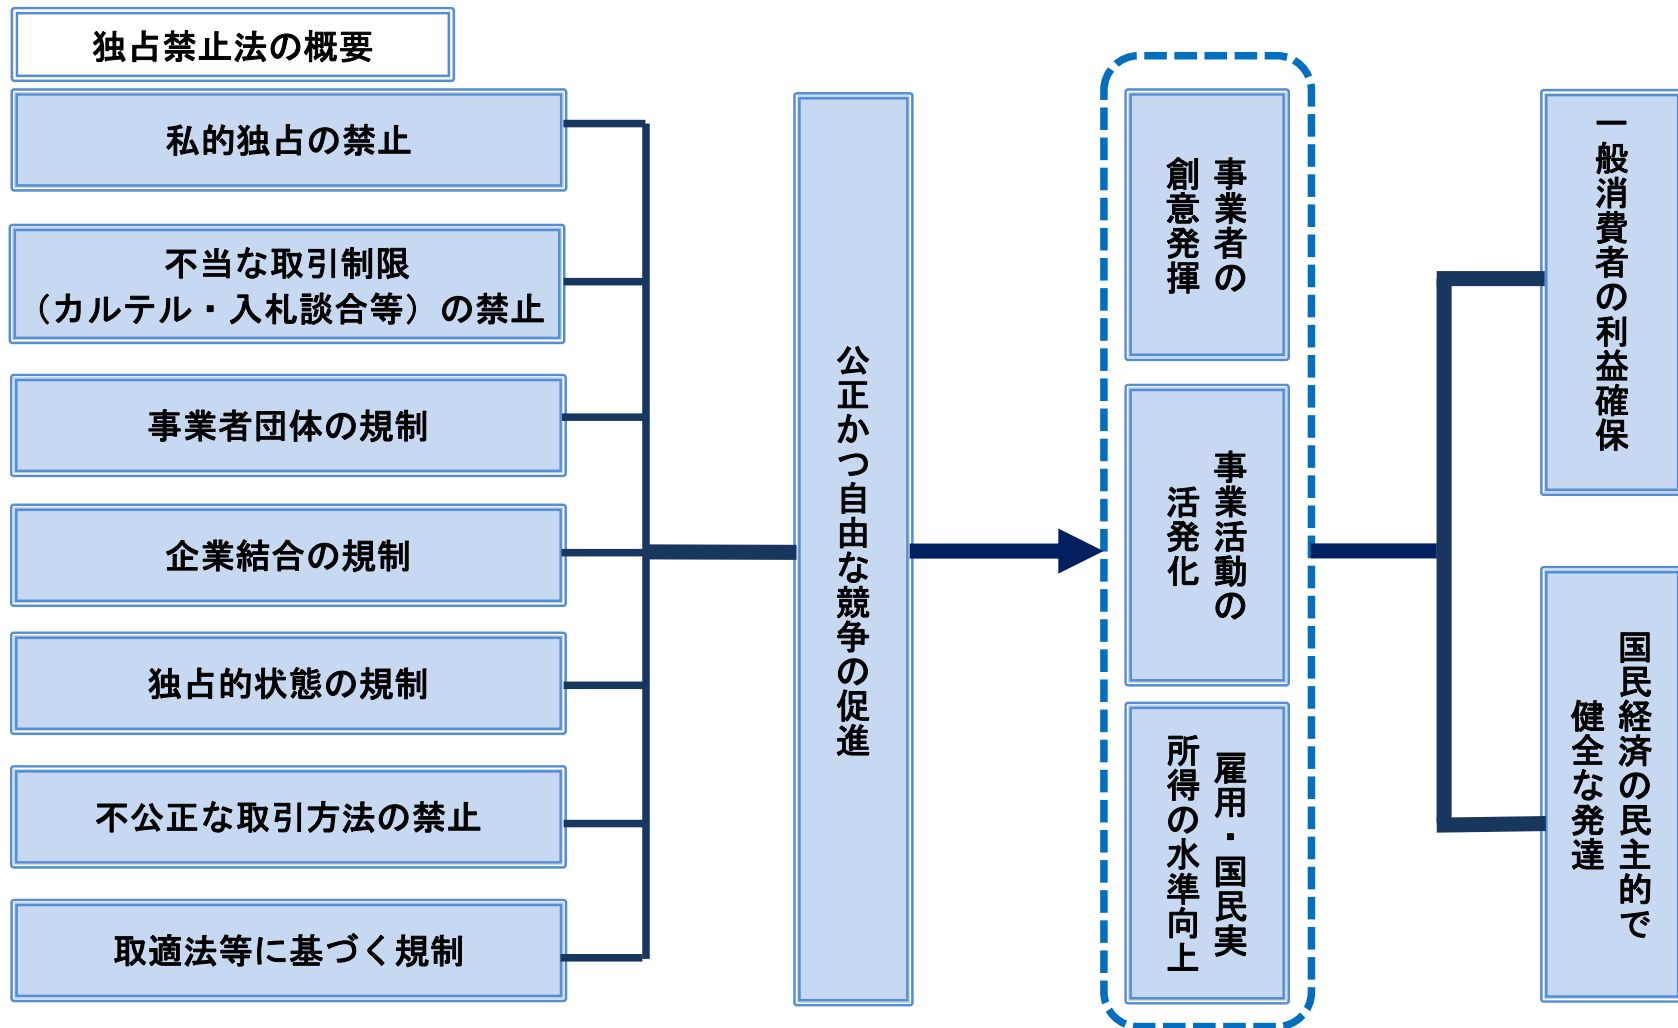 独占禁止法の概要
私的独占の禁止
不当な取引制限
（カルテル・入札談合等）の禁止
事業者団体の規制
企業結合の規制
独占的状態の規制
不公正な取引方法の禁止
取適法等に基づく規制
公正かつ自由な競争の促進
事業者の
創意発揮
事業活動の
活発化
雇用・国民実
所得の水準向上
一般消費者の利益確保
国民経済の民主的で
健全な発達